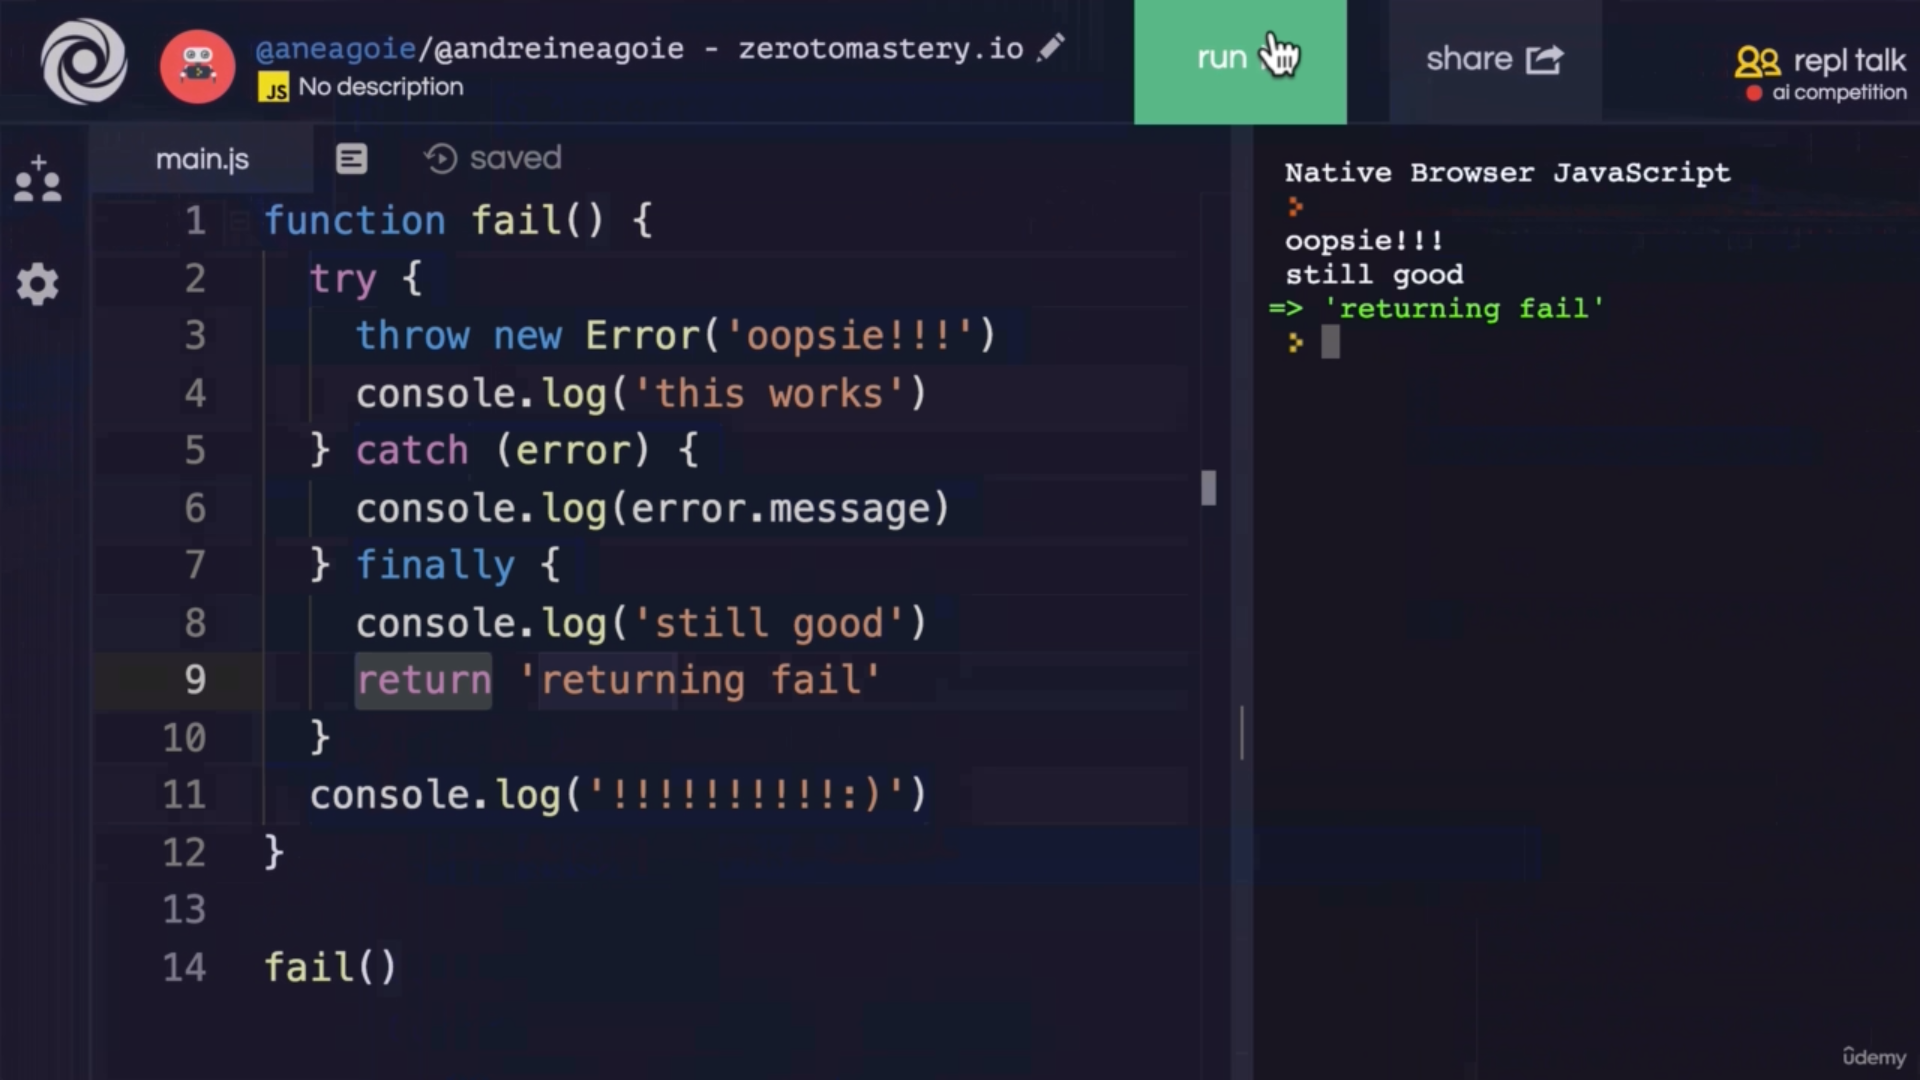 @aneagoie/@andreineagoie - zerotomastery.io
JS No description
run
share
repl talk
ai competition
main.js
saved
1 function fail() {
2 try {
3 throw new Error('oopsie!!!')
4 console.log('this works')
5 } catch (error) {
6 console.log(error.message)
7 } finally {
8 console.log('still good')
9 return 'returning fail'
10 }
11 console.log('!!!!!!!!!!:)')
12 }
13
14 fail()
Native Browser JavaScript
oopsie!!!
still good
=> 'returning fail'
ûdemy